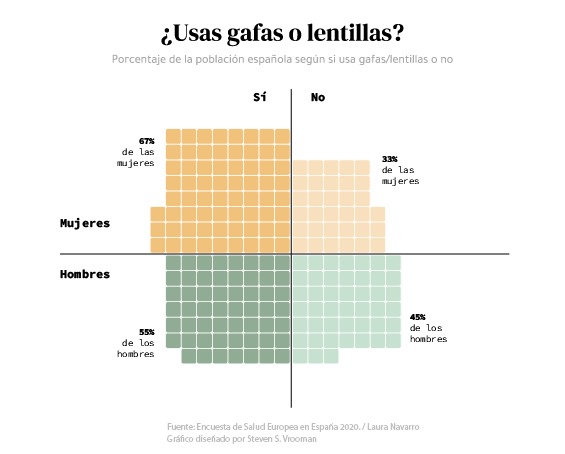 ¿Usas gafas o lentillas?
Porcentaje de la población española según si usa gafas/lentillas o no
Sí
No
67%
de las
mujeres
33%
de las
mujeres
Mujeres
Hombres
55%
de los
hombres
45%
de los
hombres
Fuente: Encuesta de Salud Europea en España 2020. / Laura Navarro
Gráfico diseñado por Steven S. Vrooman